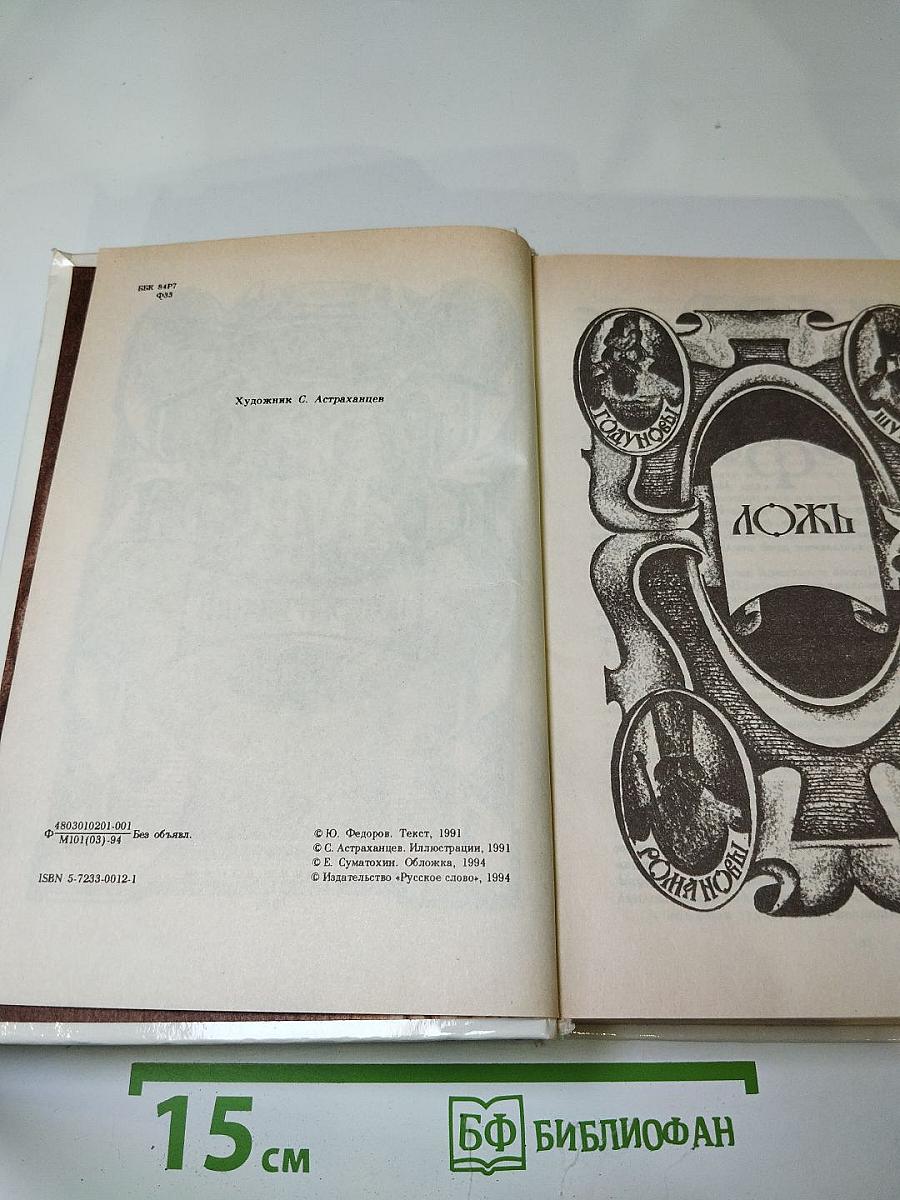 ББК 84Р7
Ф33
Художник С. Астраханцев
Ф 4803010201-001 Без объявл.
М101(03)-94
ISBN 5-7233-0012-1
© Ю. Федоров. Текст, 1991
© С. Астраханцев. Иллюстрации, 1991
© Е. Суматохин. Обложка, 1994
© Издательство «Русское слово», 1994
ГОДУНОВЫ
ШУ
ЛОЖЬ
РОМАНОВЫ
15 см
БФ БИБЛИОФАН